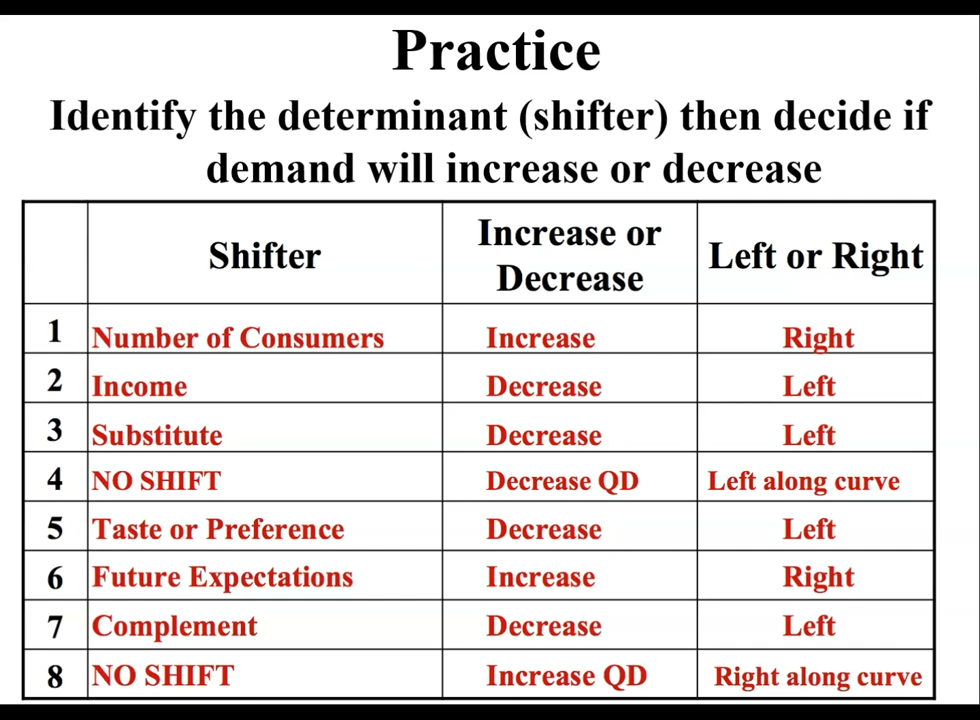 Practice
Identify the determinant (shifter) then decide if
demand will increase or decrease
Shifter Increase or Decrease Left or Right
1 Number of Consumers Increase Right
2 Income Decrease Left
3 Substitute Decrease Left
4 NO SHIFT Decrease QD Left along curve
5 Taste or Preference Decrease Left
6 Future Expectations Increase Right
7 Complement Decrease Left
8 NO SHIFT Increase QD Right along curve